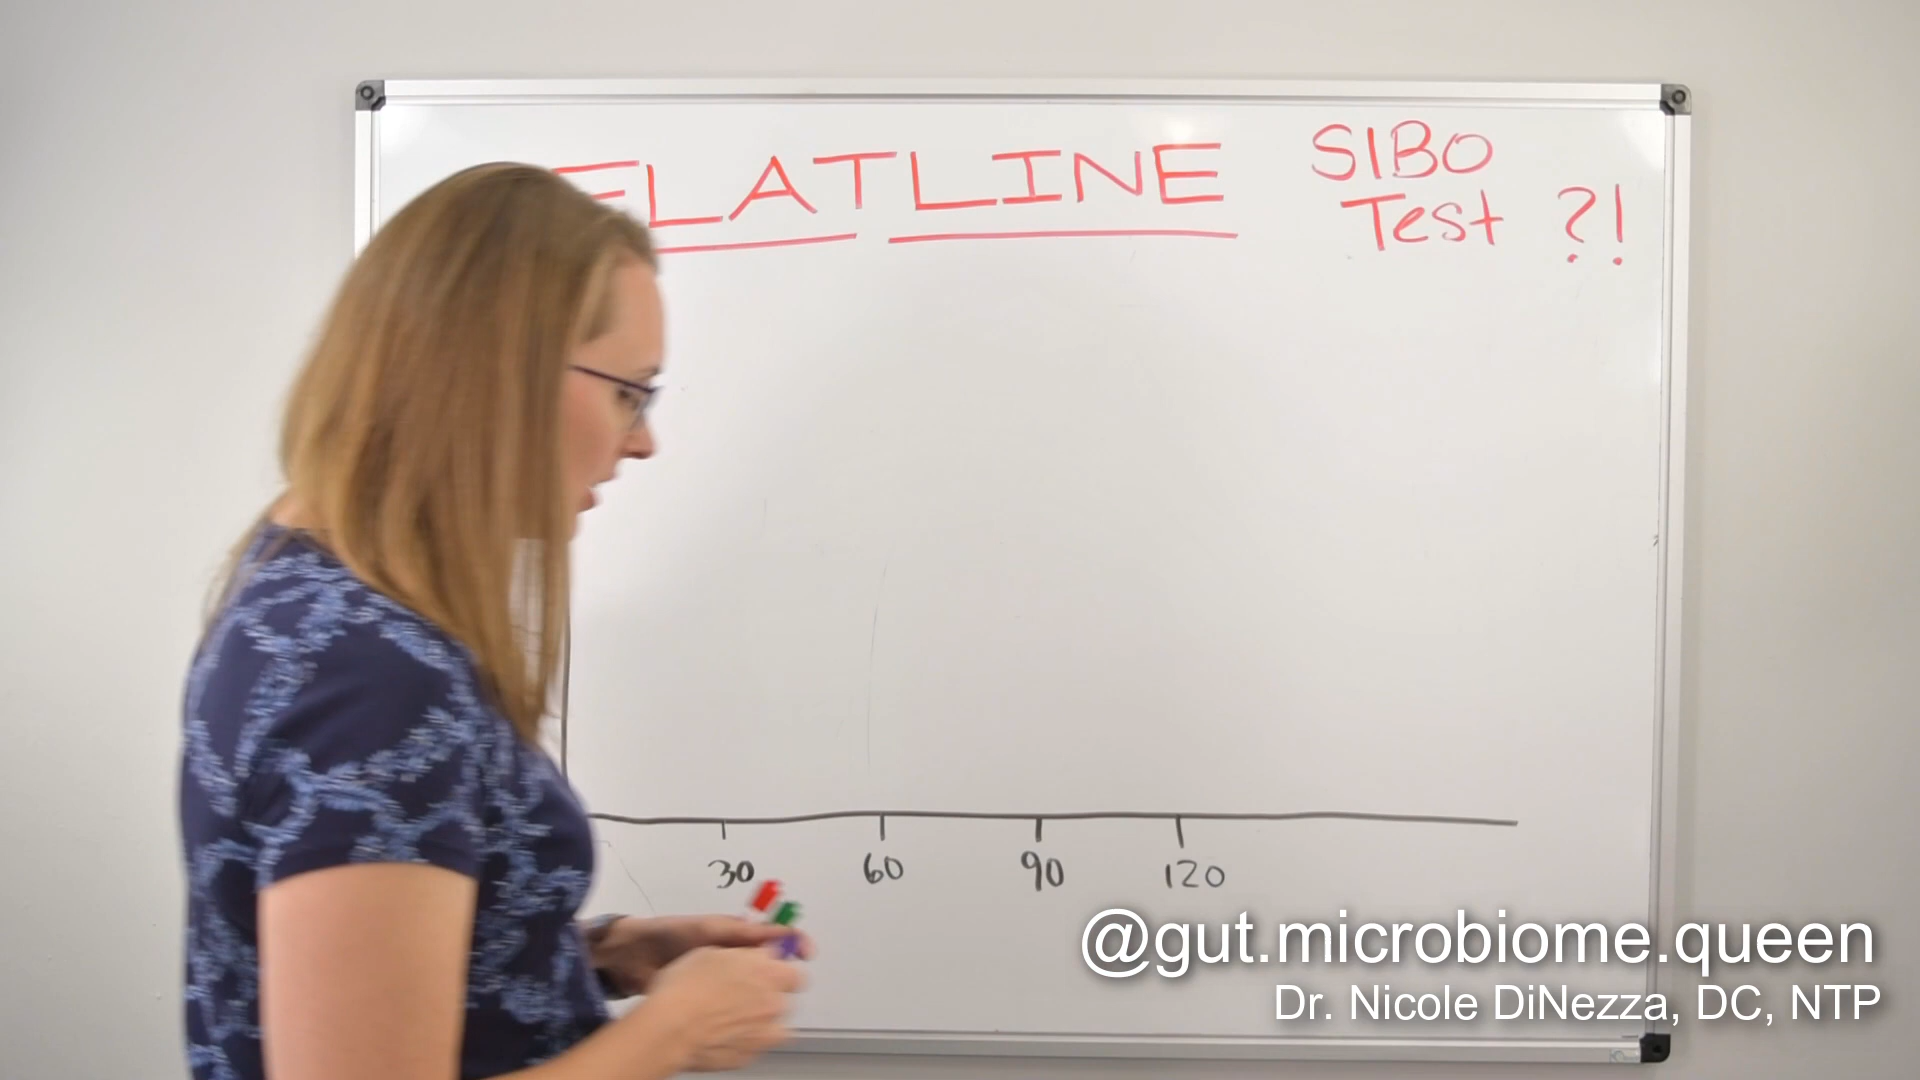 FLATLINE
SIBO
Test ?!
30 60 90 120
@gut.microbiome.queen
Dr. Nicole DiNezza, DC, NTP